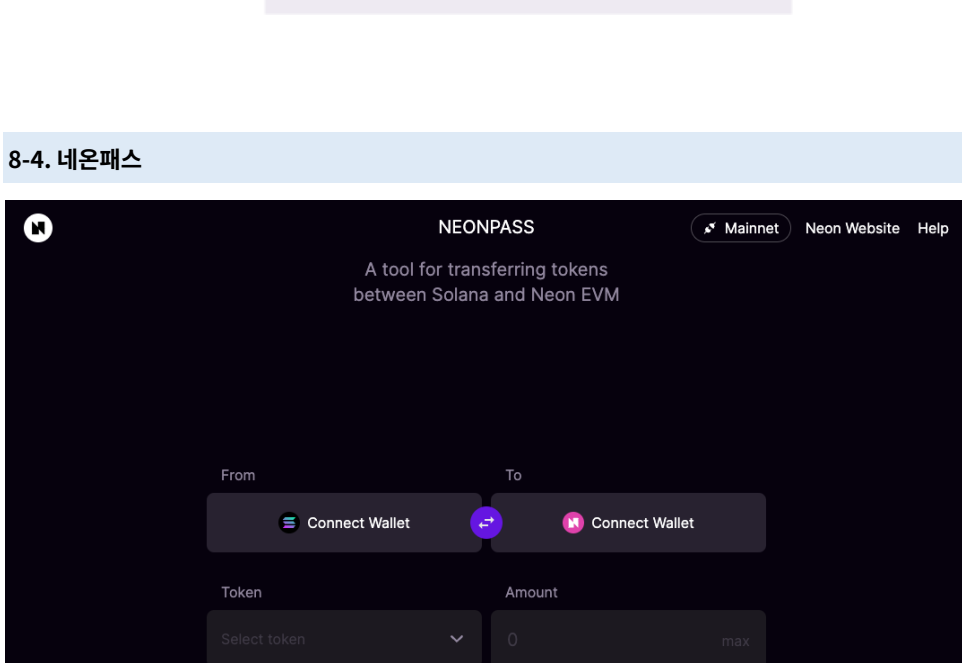 8-4. 네온패스
NEONPASS
Mainnet
Neon Website
Help
A tool for transferring tokens
between Solana and Neon EVM
From
To
Connect Wallet
Connect Wallet
Token
Amount
Select token
0
max